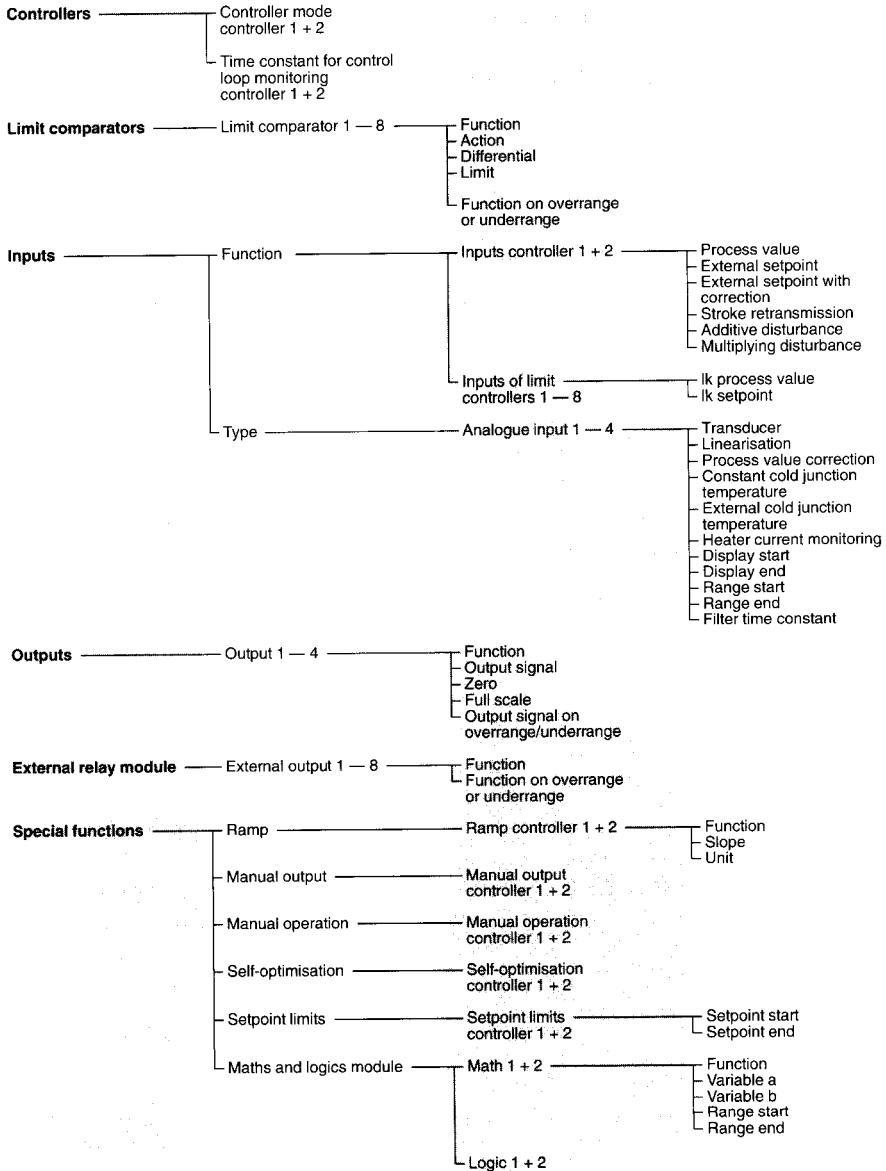 Controllers
Controller mode
controller 1 + 2
Time constant for control
loop monitoring
controller 1 + 2
Limit comparators
Limit comparator 1 — 8
Function
Action
Differential
Limit
Function on overrange
or underrange
Inputs
Function
Inputs controller 1 + 2
Process value
External setpoint
External setpoint with
correction
Stroke retransmission
Additive disturbance
Multiplying disturbance
Inputs of limit
controllers 1 — 8
lk process value
lk setpoint
Type
Analogue input 1 — 4
Transducer
Linearisation
Process value correction
Constant cold junction
temperature
External cold junction
temperature
Heater current monitoring
Display start
Display end
Range start
Range end
Filter time constant
Outputs
Output 1 — 4
Function
Output signal
Zero
Full scale
Output signal on
overrange/underrange
External relay module
External output 1 — 8
Function
Function on overrange
or underrange
Special functions
Ramp
Ramp controller 1 + 2
Function
Slope
Unit
Manual output
Manual output
controller 1 + 2
Manual operation
Manual operation
controller 1 + 2
Self-optimisation
Self-optimisation
controller 1 + 2
Setpoint limits
Setpoint limits
controller 1 + 2
Setpoint start
Setpoint end
Maths and logics module
Math 1 + 2
Function
Variable a
Variable b
Range start
Range end
Logic 1 + 2